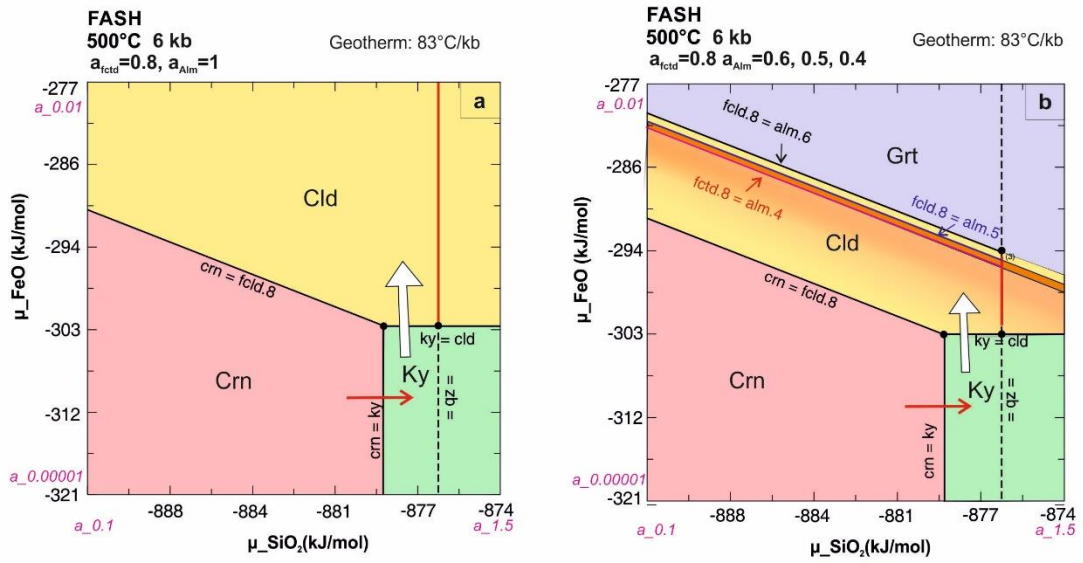 FASH
500°C 6 kb
a_fctd=0.8, a_Alm=1
Geotherm: 83°C/kb
a
-277
a_0.01
-286
-294
-303
-312
a_0.00001
-321
μ_FeO (kJ/mol)
Cld
crn = fcld.8
ky = cld
Crn
Ky
crn = ky
= qz =
a_0.1
-888
-884
-881
-877
-874
a_1.5
μ_SiO₂(kJ/mol)
FASH
500°C 6 kb
a_fctd=0.8 a_Alm=0.6, 0.5, 0.4
Geotherm: 83°C/kb
b
-277
a_0.01
-286
-294
-303
-312
a_0.00001
-321
μ_FeO (kJ/mol)
fcld.8 = alm.6
Grt
fctd.8 = alm.4
fcld.8 = alm.5
Cld
(3)
crn = fcld.8
ky = cld
Crn
Ky
crn = ky
= qz =
a_0.1
-888
-884
-881
-877
-874
a_1.5
μ_SiO₂(kJ/mol)